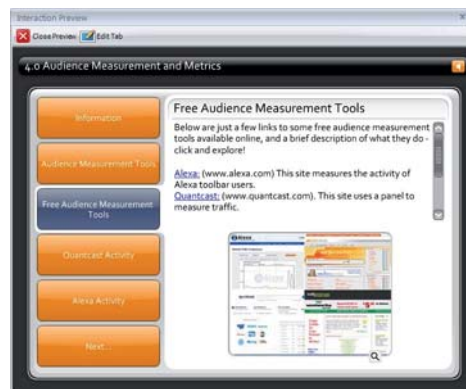 Interaction Preview
Close Preview Edit Tab
4.0 Audience Measurement and Metrics
Information
Audience Measurement Tools
Free Audience Measurement
Tools
Quantcast Activity
Alexa Activity
Next...
Free Audience Measurement Tools
Below are just a few links to some free audience measurement
tools available online, and a brief description of what they do -
click and explore!
Alexa: (www.alexa.com) This site measures the activity of
Alexa toolbar users.
Quantcast: (www.quantcast.com). This site uses a panel to
measure traffic.